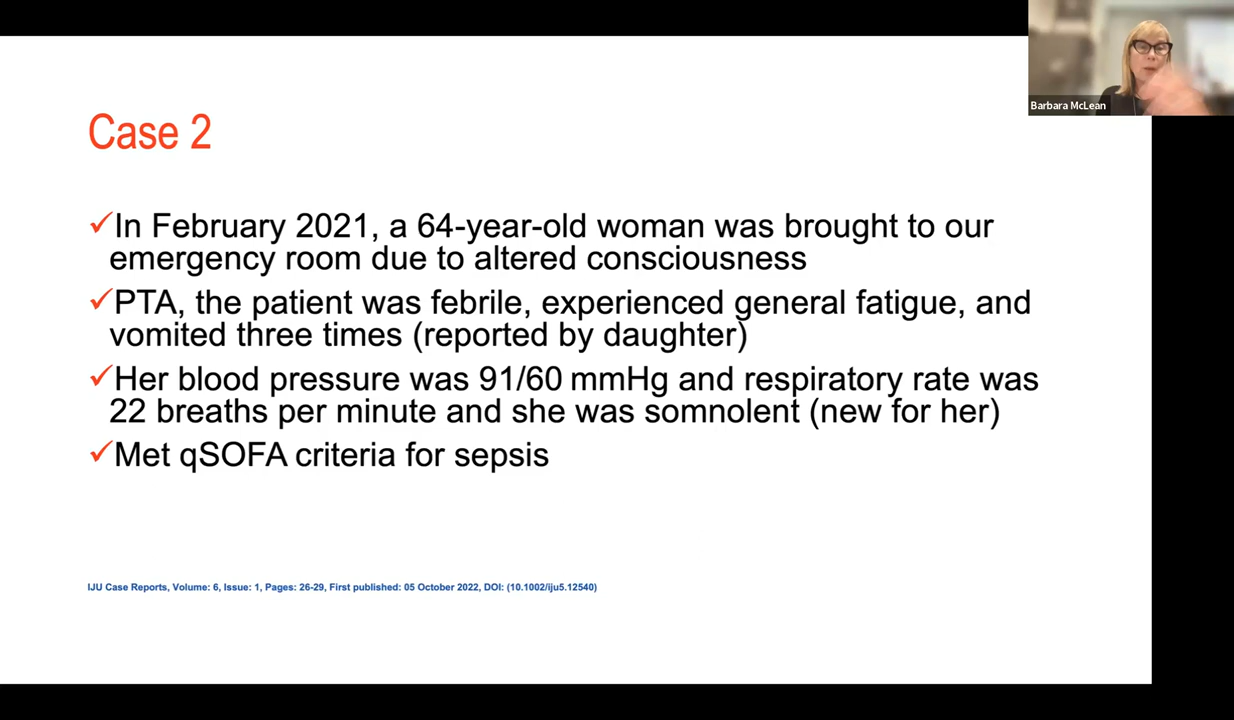 Barbara McLean
Case 2
✓In February 2021, a 64-year-old woman was brought to our
emergency room due to altered consciousness
✓PTA, the patient was febrile, experienced general fatigue, and
vomited three times (reported by daughter)
✓Her blood pressure was 91/60 mmHg and respiratory rate was
22 breaths per minute and she was somnolent (new for her)
✓Met qSOFA criteria for sepsis
IJU Case Reports, Volume: 6, Issue: 1, Pages: 26-29, First published: 05 October 2022, DOI: (10.1002/iju5.12540)